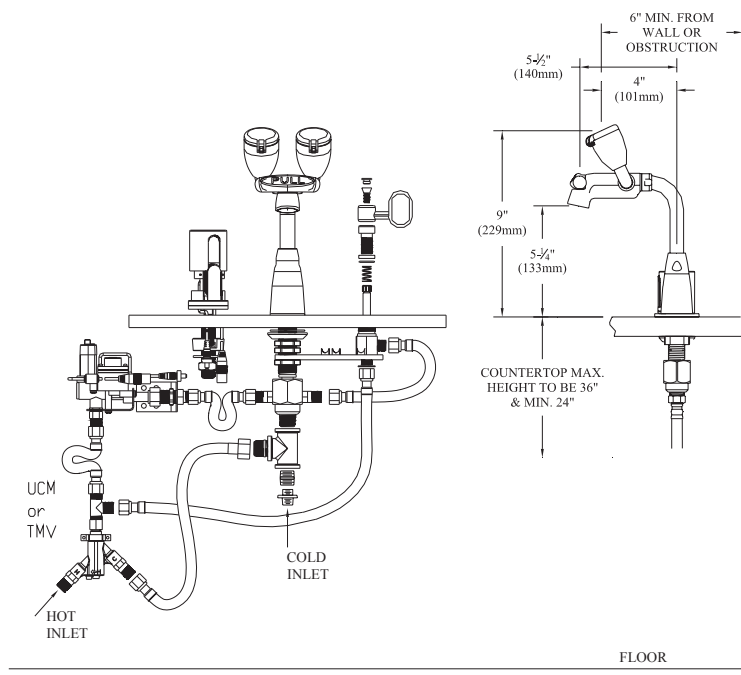 6" MIN. FROM
WALL OR
OBSTRUCTION
5-½"
(140mm)
4"
(101mm)
PULL
9"
(229mm)
5-¼"
(133mm)
COUNTERTOP MAX.
HEIGHT TO BE 36"
& MIN. 24"
UCM
or
TMV
H
C
COLD
INLET
HOT
INLET
FLOOR